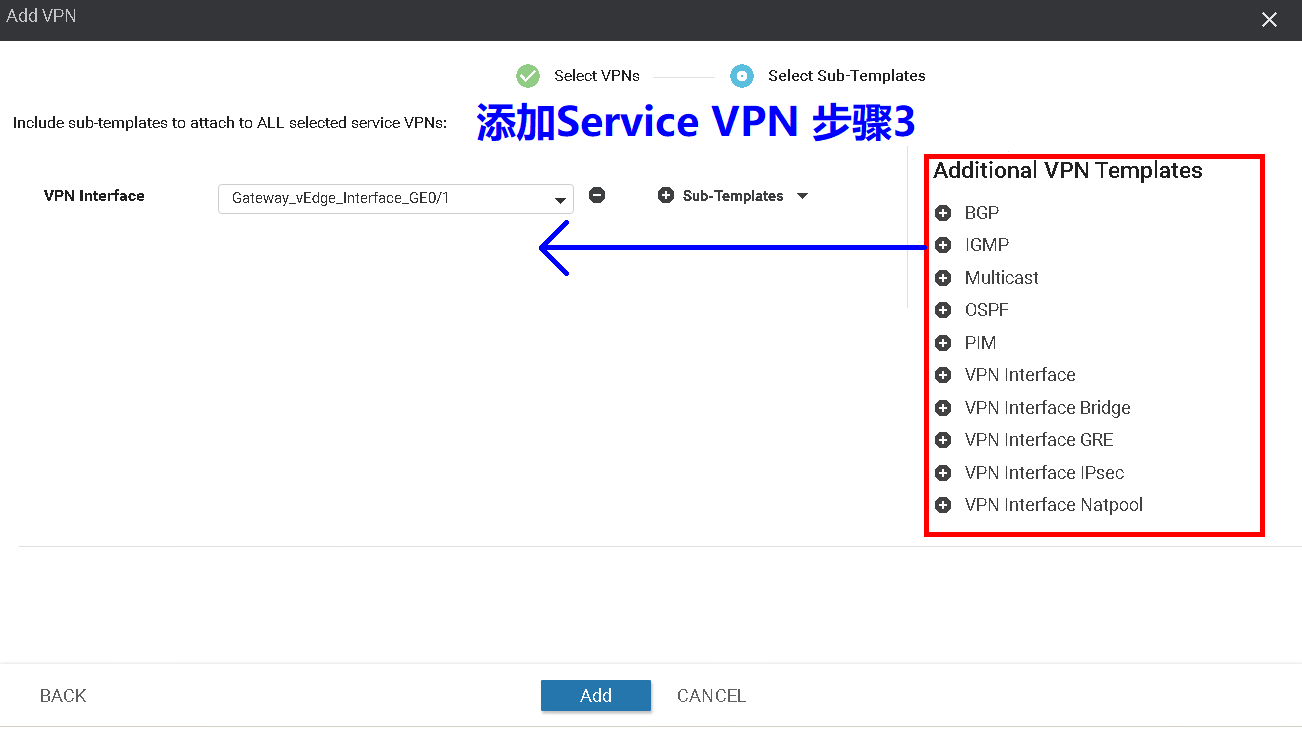 Add VPN
Select VPNs
Select Sub-Templates
Include sub-templates to attach to ALL selected service VPNs:
添加Service VPN 步骤3
VPN Interface
Gateway_vEdge_Interface_GE0/1
Sub-Templates
Additional VPN Templates
BGP
IGMP
Multicast
OSPF
PIM
VPN Interface
VPN Interface Bridge
VPN Interface GRE
VPN Interface IPsec
VPN Interface Natpool
BACK
Add
CANCEL